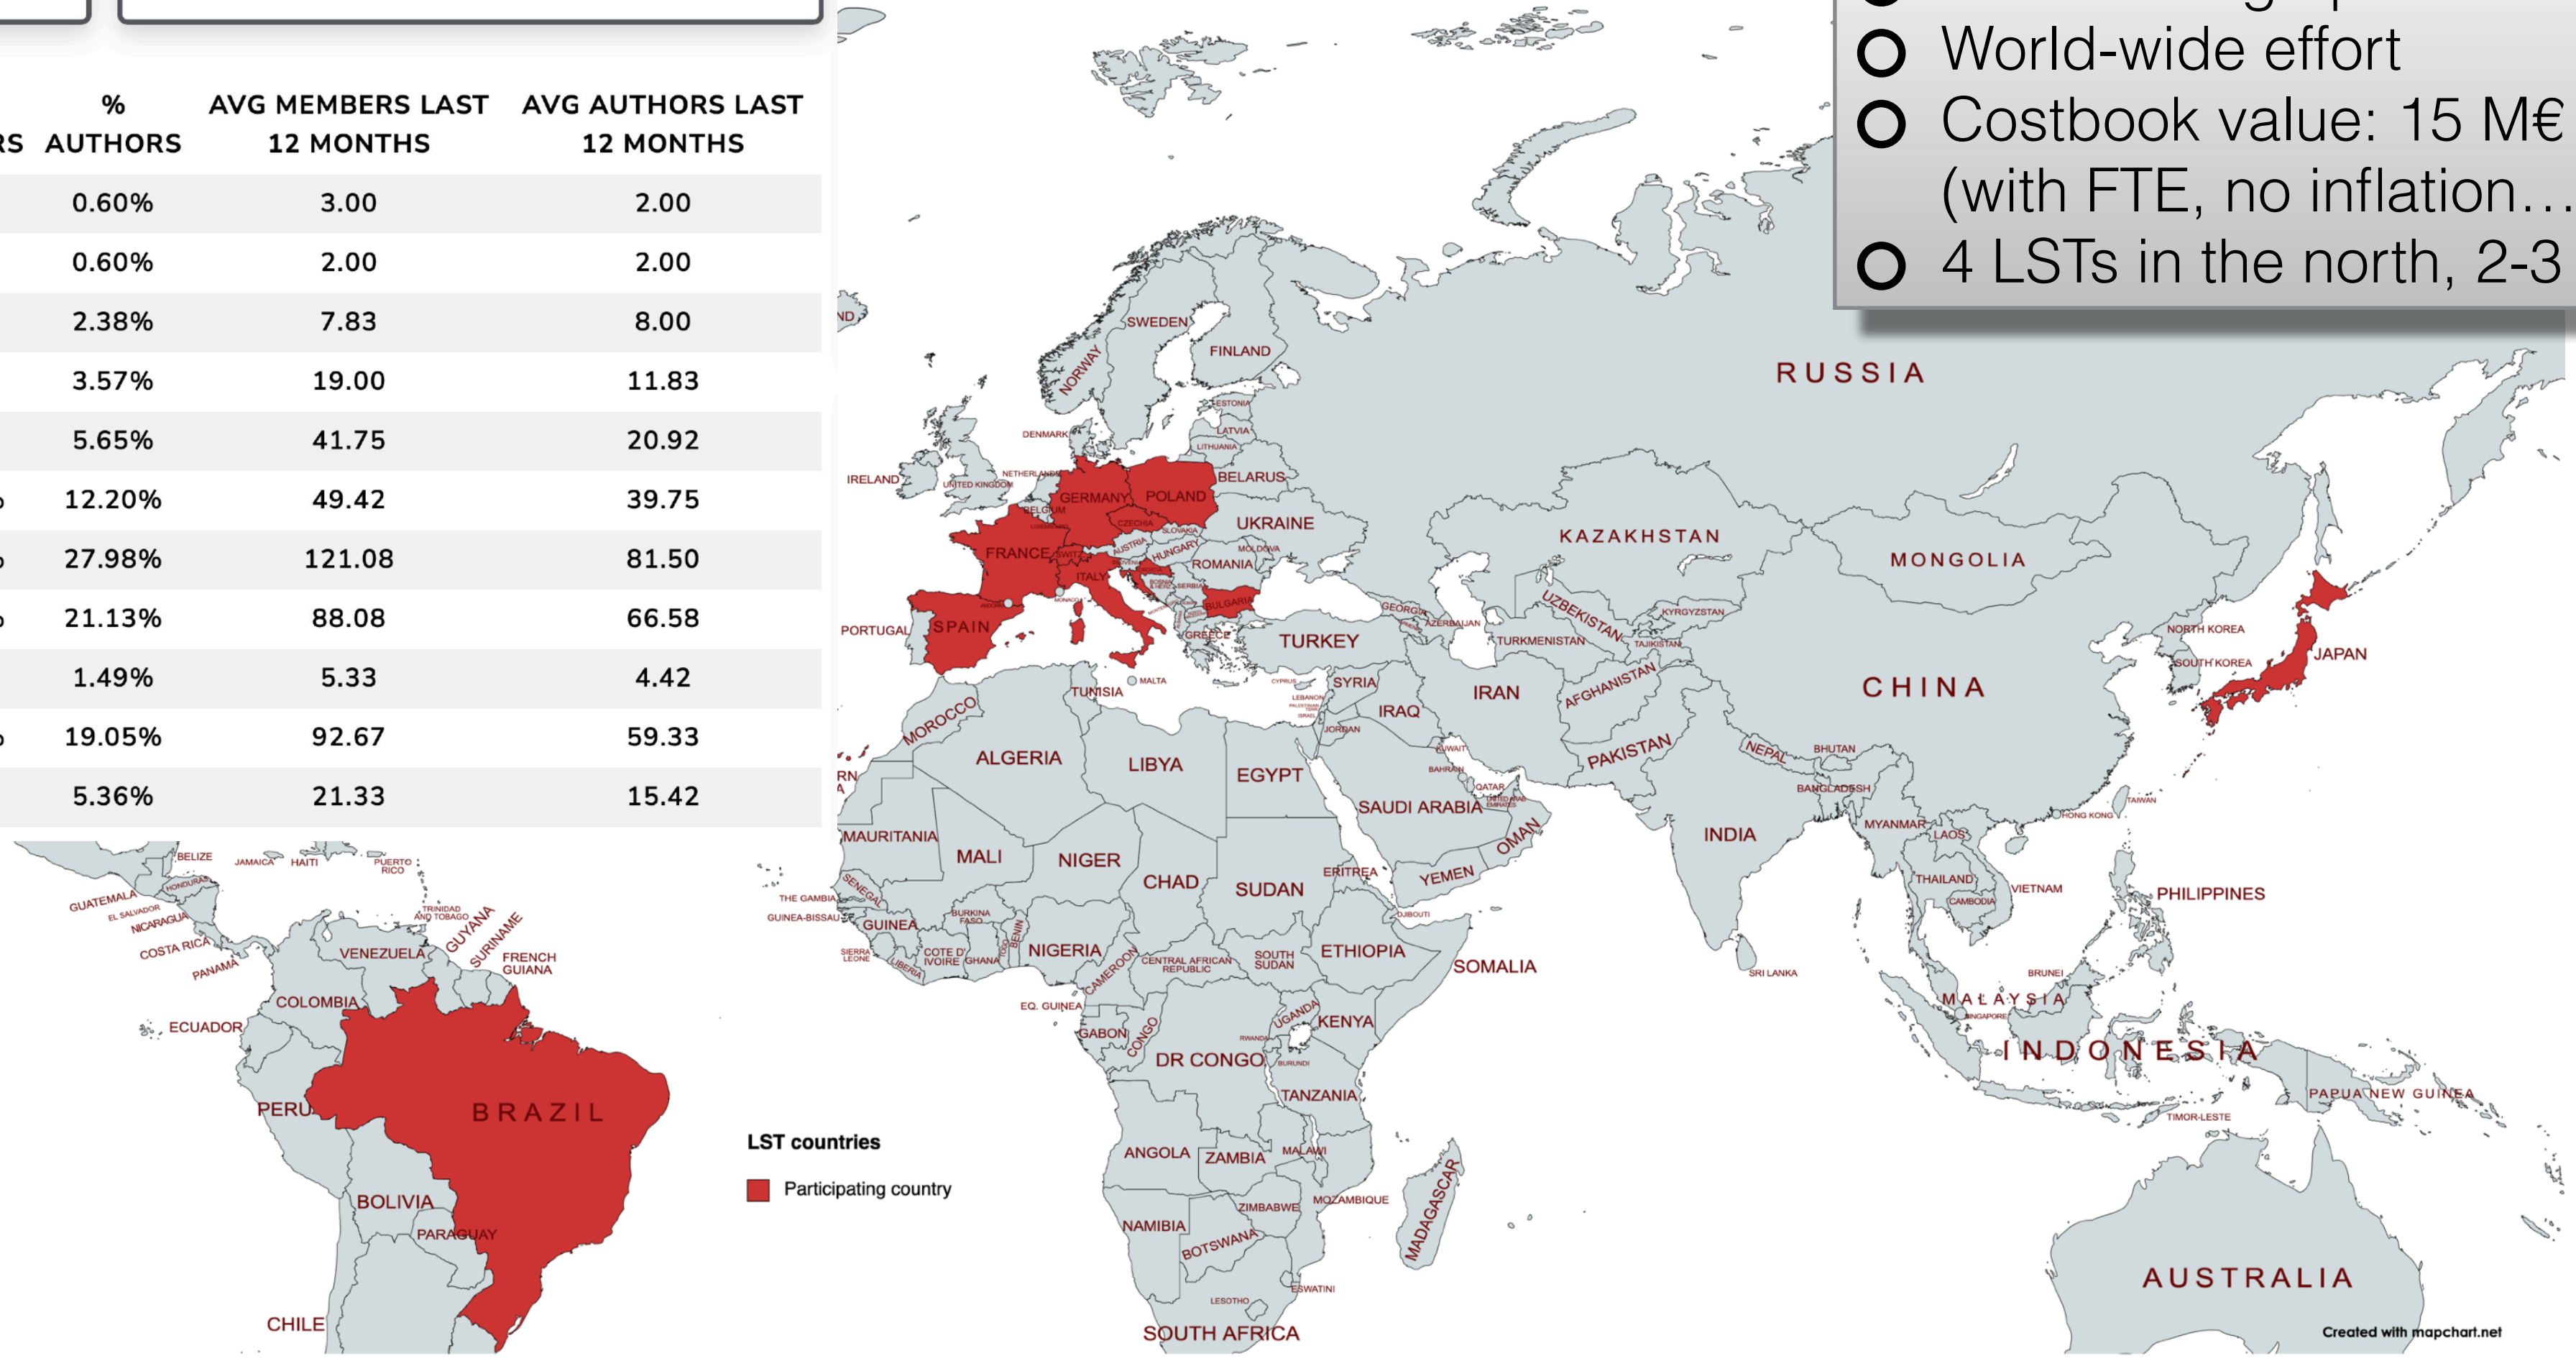 World-wide effort
Costbook value: 15 M€
(with FTE, no inflation…
4 LSTs in the north, 2-3
RS
%
AUTHORS
AVG MEMBERS LAST
12 MONTHS
AVG AUTHORS LAST
12 MONTHS
0.60% 3.00 2.00
0.60% 2.00 2.00
2.38% 7.83 8.00
3.57% 19.00 11.83
5.65% 41.75 20.92
12.20% 49.42 39.75
27.98% 121.08 81.50
21.13% 88.08 66.58
1.49% 5.33 4.42
19.05% 92.67 59.33
5.36% 21.33 15.42
ND
SWEDEN
FINLAND
NORWAY
RUSSIA
ESTONIA
LATVIA
LITHUANIA
DENMARK
IRELAND
UNITED KINGDOM
NETHERLANDS
BELGIUM
GERMANY
POLAND
BELARUS
CZECHIA
SLOVAKIA
UKRAINE
FRANCE
SWITZ
AUSTRIA
HUNGARY
MOLDOVA
ROMANIA
ITALY
SERBIA
MONACO
BULGARIA
PORTUGAL
SPAIN
GREECE
TURKEY
GEORGIA
AZERBAIJAN
KAZAKHSTAN
MONGOLIA
UZBEKISTAN
KYRGYZSTAN
TURKMENISTAN
TAJIKISTAN
NORTH KOREA
SOUTH KOREA
JAPAN
CHINA
MALTA
TUNISIA
MOROCCO
CYPRUS
LEBANON
ISRAEL
SYRIA
IRAQ
JORDAN
IRAN
AFGHANISTAN
KUWAIT
BAHRAIN
QATAR
UNITED ARAB
EMIRATES
PAKISTAN
NEPAL
BHUTAN
BANGLADESH
TAIWAN
HONG KONG
RN
A
ALGERIA
LIBYA
EGYPT
SAUDI ARABIA
OMAN
YEMEN
INDIA
MYANMAR
LAOS
THAILAND
VIETNAM
CAMBODIA
PHILIPPINES
SRI LANKA
BRUNEI
MALAYSIA
SINGAPORE
INDONESIA
PAPUA NEW GUINEA
TIMOR-LESTE
AUSTRALIA
MAURITANIA
MALI
NIGER
CHAD
SUDAN
ERITREA
DJIBOUTI
SENEGAL
THE GAMBIA
GUINEA-BISSAU
GUINEA
SIERRA
LEONE
LIBERIA
COTE D'
IVOIRE
BURKINA
FASO
GHANA
TOGO
BENIN
NIGERIA
CAMEROON
CENTRAL AFRICAN
REPUBLIC
SOUTH
SUDAN
ETHIOPIA
SOMALIA
EQ. GUINEA
GABON
CONGO
DR CONGO
UGANDA
KENYA
RWANDA
BURUNDI
TANZANIA
ANGOLA
ZAMBIA
MALAWI
MOZAMBIQUE
ZIMBABWE
NAMIBIA
BOTSWANA
MADAGASCAR
ESWATINI
LESOTHO
SOUTH AFRICA
BELIZE
JAMAICA
HAITI
PUERTO
RICO
GUATEMALA
HONDURAS
EL SALVADOR
NICARAGUA
COSTA RICA
PANAMA
TRINIDAD
AND TOBAGO
VENEZUELA
GUYANA
SURINAME
FRENCH
GUIANA
COLOMBIA
ECUADOR
PERU
BRAZIL
BOLIVIA
PARAGUAY
CHILE
LST countries
Participating country
Created with mapchart.net